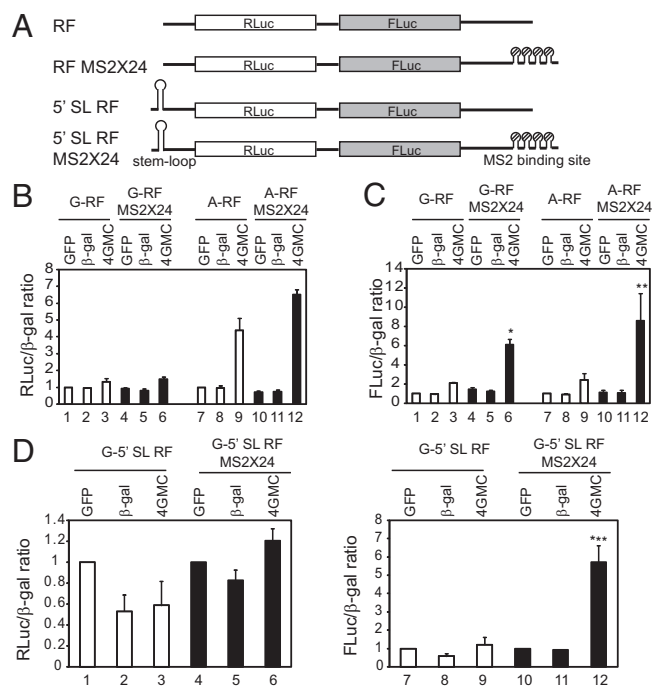 A
RF
RLuc
FLuc
RF MS2X24
RLuc
FLuc
5' SL RF
RLuc
FLuc
5' SL RF
MS2X24
stem-loop
RLuc
FLuc
MS2 binding site
B
G-RF
G-RF
MS2X24
A-RF
A-RF
MS2X24
GFP
β-gal
4GMC
GFP
β-gal
4GMC
GFP
β-gal
4GMC
GFP
β-gal
4GMC
RLuc/β-gal ratio
8
7
6
5
4
3
2
1
0
1 2 3 4 5 6 7 8 9 10 11 12
C
G-RF
G-RF
MS2X24
A-RF
A-RF
MS2X24
GFP
β-gal
4GMC
GFP
β-gal
4GMC
GFP
β-gal
4GMC
GFP
β-gal
4GMC
FLuc/β-gal ratio
14
12
10
8
6
4
2
0
*
**
1 2 3 4 5 6 7 8 9 10 11 12
D
G-5' SL RF
G-5' SL RF
MS2X24
GFP
β-gal
4GMC
GFP
β-gal
4GMC
RLuc/β-gal ratio
1.4
1.2
1
0.8
0.6
0.4
0.2
0
1 2 3 4 5 6
G-5' SL RF
G-5' SL RF
MS2X24
GFP
β-gal
4GMC
GFP
β-gal
4GMC
FLuc/β-gal ratio
8
7
6
5
4
3
2
1
0
***
7 8 9 10 11 12